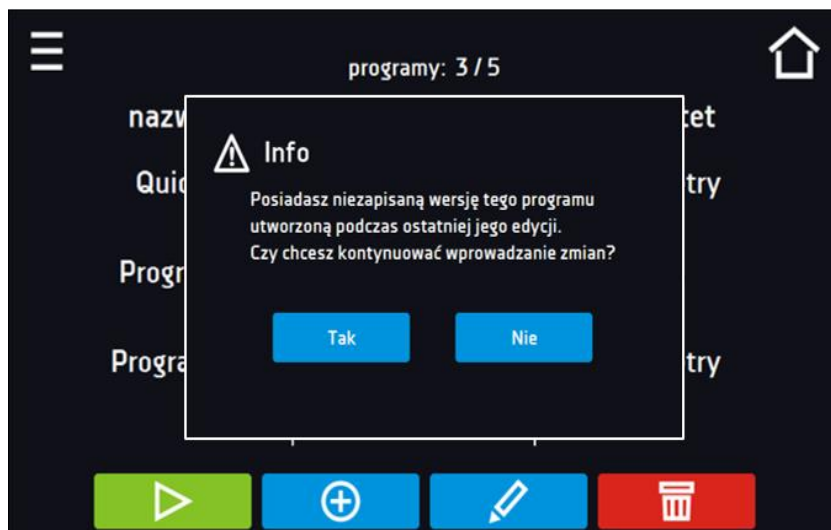 programy: 3 / 5
Info
Posiadasz niezapisaną wersję tego programu
utworzoną podczas ostatniej jego edycji.
Czy chcesz kontynuować wprowadzanie zmian?
Tak Nie